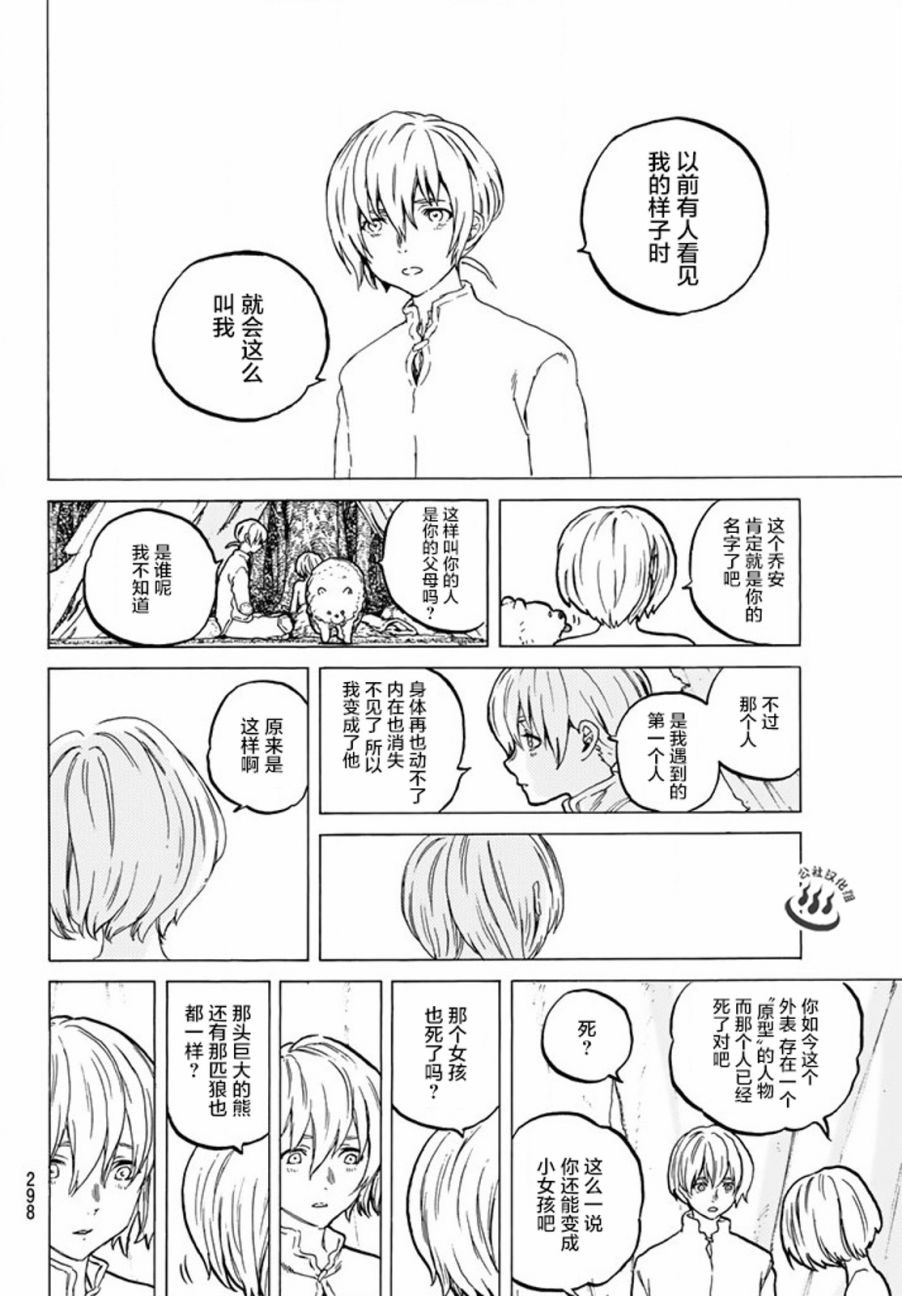 以前有人看见
我的样子时
就会这么
叫我
这个乔安
肯定就是你的
名字了吧
这样叫你的人
是你的父母吗？
是谁呢
我不知道
不过
那个人
是我遇到的
第一个人
身体再也动不了
内在也消失
不见了 所以
我变成了他
原来是
这样啊
公社汉化组
你如今这个
外表 存在一个
“原型”的人物
而那个人已经
死了对吧
死？
这么一说
你还能变成
小女孩吧
那个女孩
也死了吗？
那头巨大的熊
还有那匹狼也
都一样？
298